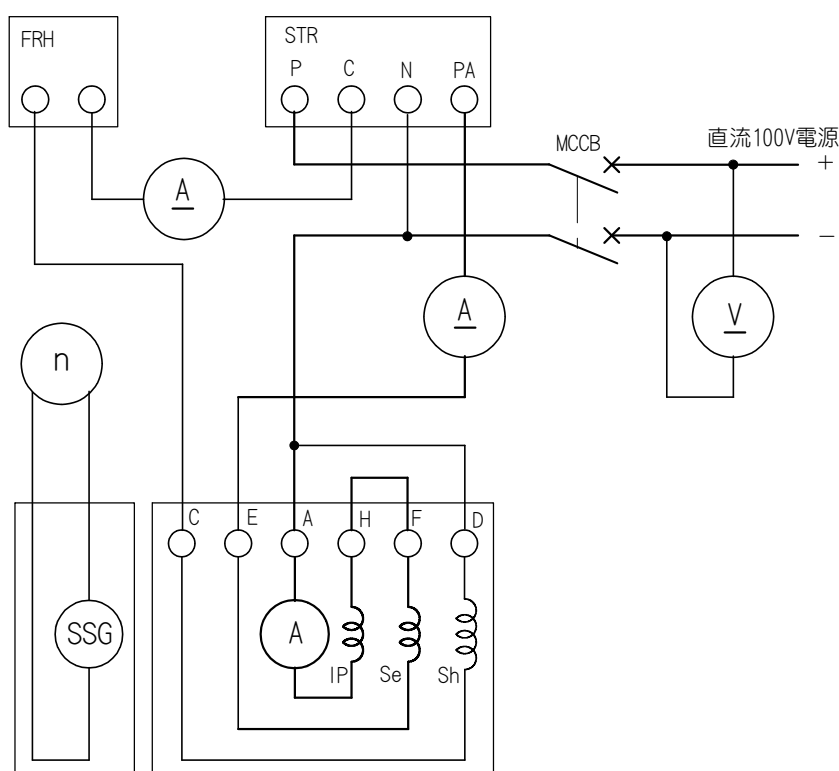 FRH
STR
P C N PA
MCCB
直流100V電源
+
A
−
A
V
n
C E A H F D
SSG
A
IP
Se
Sh